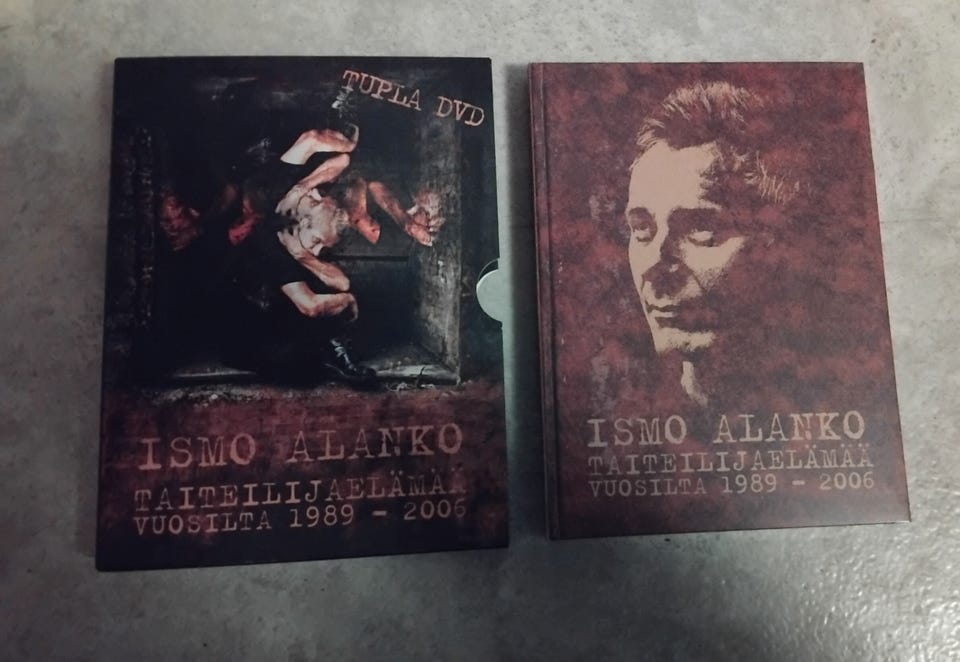 TUPLA DVD
ISMO ALANKO
TAITEILIJAELÄMÄÄ
VUOSILTA 1989 - 2006
ISMO ALANKO
TAITEILIJAELÄMÄÄ
VUOSILTA 1989 - 2006